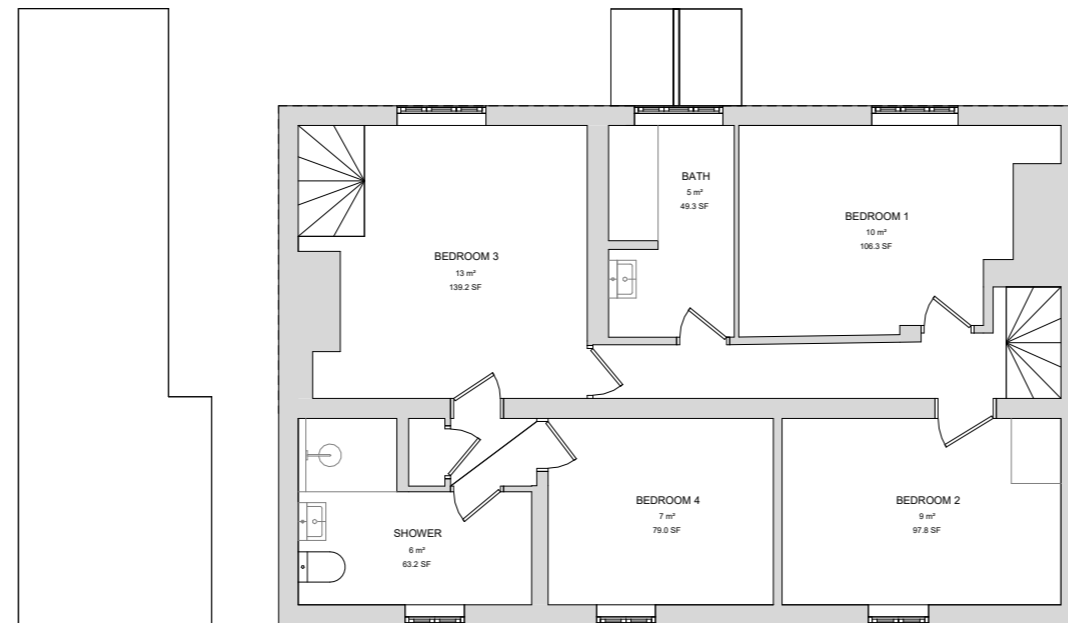 BATH
5 m²
49.3 SF
BEDROOM 1
10 m²
106.3 SF
BEDROOM 3
13 m²
139.2 SF
BEDROOM 4
7 m²
79.0 SF
BEDROOM 2
9 m²
97.8 SF
SHOWER
6 m²
63.2 SF